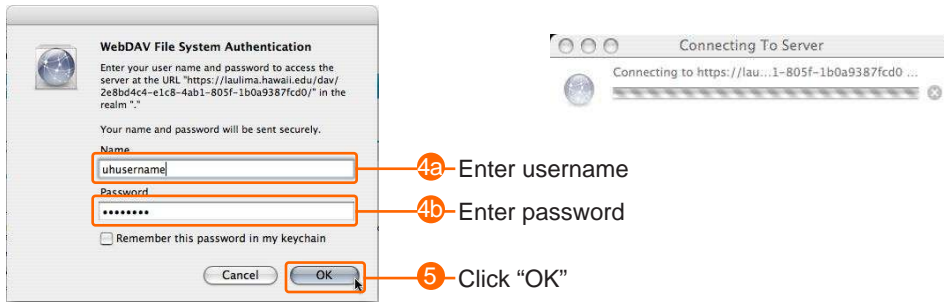 WebDAV File System Authentication
Enter your user name and password to access the
server at the URL "https://laulima.hawaii.edu/dav/
2e8bd4c4-e1c8-4ab1-805f-1b0a9387fcd0/" in the
realm "."
Your name and password will be sent securely.
Name
uhusername
Password
••••••••
Remember this password in my keychain
Cancel
OK
4a Enter username
4b Enter password
5 Click “OK”
Connecting To Server
Connecting to https://lau...1-805f-1b0a9387fcd0 ...